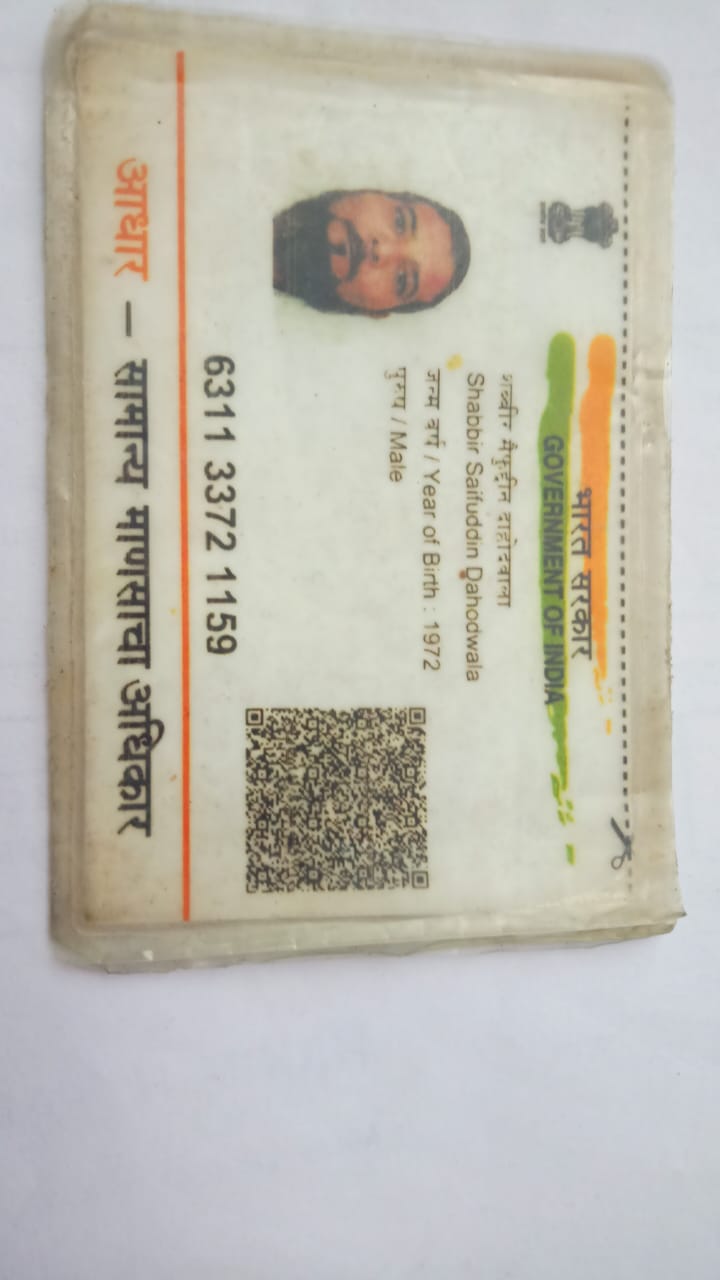 भारत सरकार
GOVERNMENT OF INDIA
शब्बीर सैफुद्दीन दाहोदवाला
Shabbir Saifuddin Dahodwala
जन्म वर्ष / Year of Birth : 1972
पुरुष / Male
6311 3372 1159
आधार – सामान्य माणसाचा अधिकार